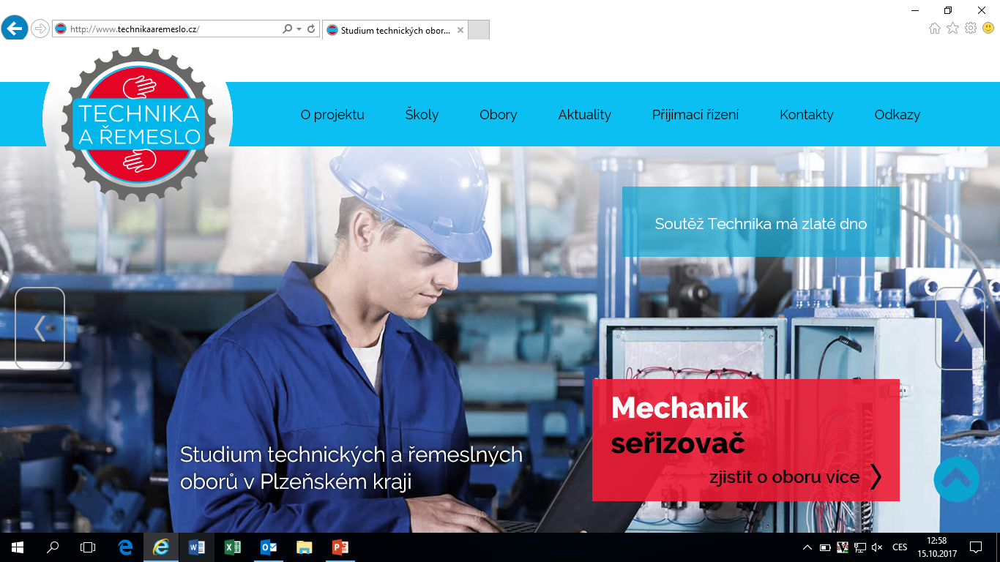 http://www.technikaaremeslo.cz/
Studium technických obor...
TECHNIKA
A ŘEMESLO
O projektu Školy Obory Aktuality Přijímací řízení Kontakty Odkazy
Soutěž Technika má zlaté dno
Mechanik
seřizovač
zjistit o oboru více
Studium technických a řemeslných
oborů v Plzeňském kraji
CES
12:58
15.10.2017